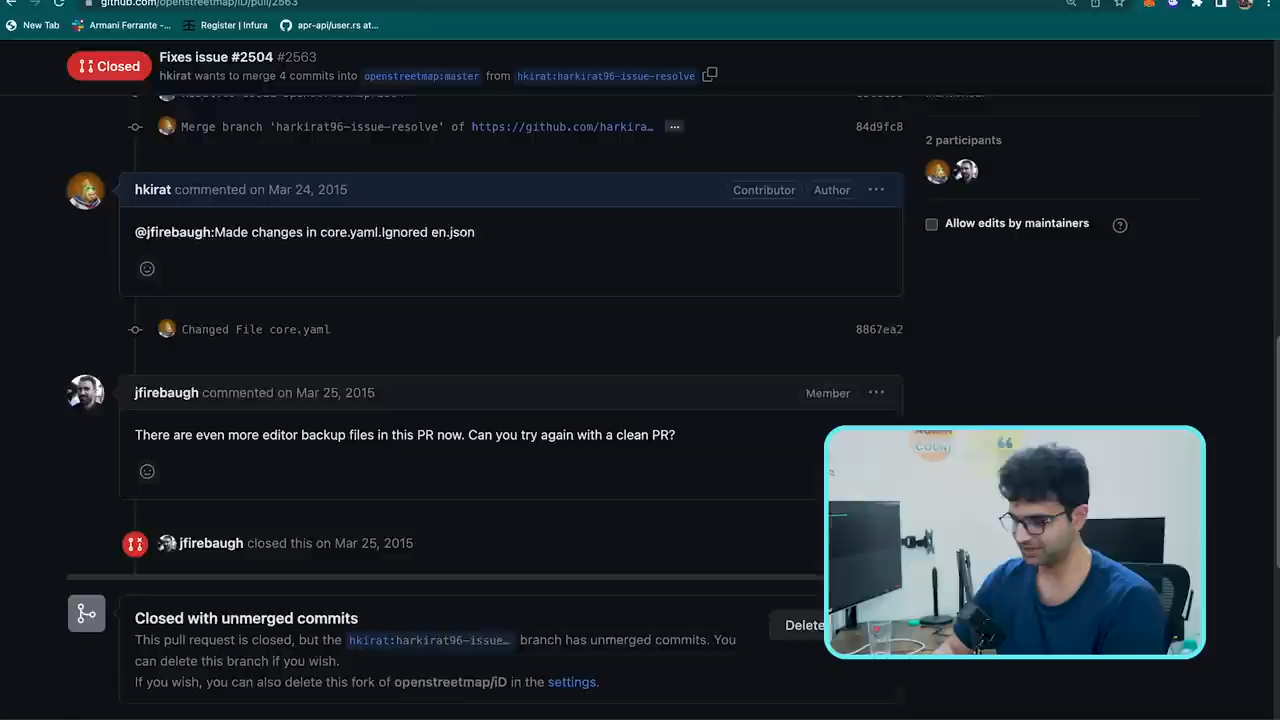 github.com/openstreetmap/iD/pull/2563
New Tab
Armani Ferrante -...
Register | Infura
apr-api/user.rs at...
Closed
Fixes issue #2504 #2563
hkirat wants to merge 4 commits into openstreetmap:master from hkirat:harkirat96-issue-resolve
Merge branch 'harkirat96-issue-resolve' of https://github.com/harkira… ... 84d9fc8
2 participants
hkirat commented on Mar 24, 2015
Contributor
Author
@jfirebaugh:Made changes in core.yaml.Ignored en.json
Allow edits by maintainers
Changed File core.yaml 8867ea2
jfirebaugh commented on Mar 25, 2015
Member
There are even more editor backup files in this PR now. Can you try again with a clean PR?
jfirebaugh closed this on Mar 25, 2015
Closed with unmerged commits
This pull request is closed, but the hkirat:harkirat96-issue… branch has unmerged commits. You
can delete this branch if you wish.
If you wish, you can also delete this fork of openstreetmap/iD in the settings.
Delete
COUNT